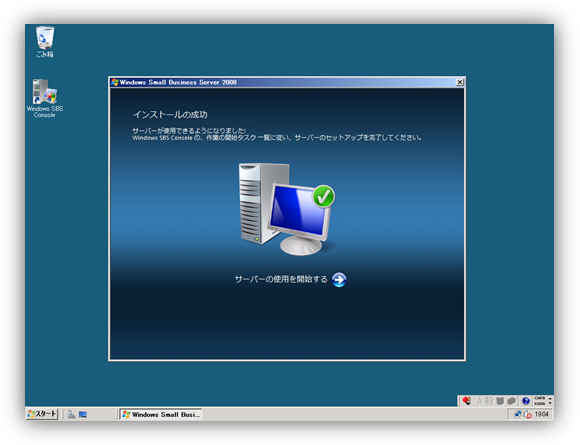 ごみ箱
Windows SBS
Console
Windows Small Business Server 2008
インストールの成功
サーバーが使用できるようになりました!
Windows SBS Console の、作業の開始タスク一覧に従い、サーバーのセットアップを完了してください。
サーバーの使用を開始する
CAPS
KANA
スタート
Windows Small Busi...
19:04